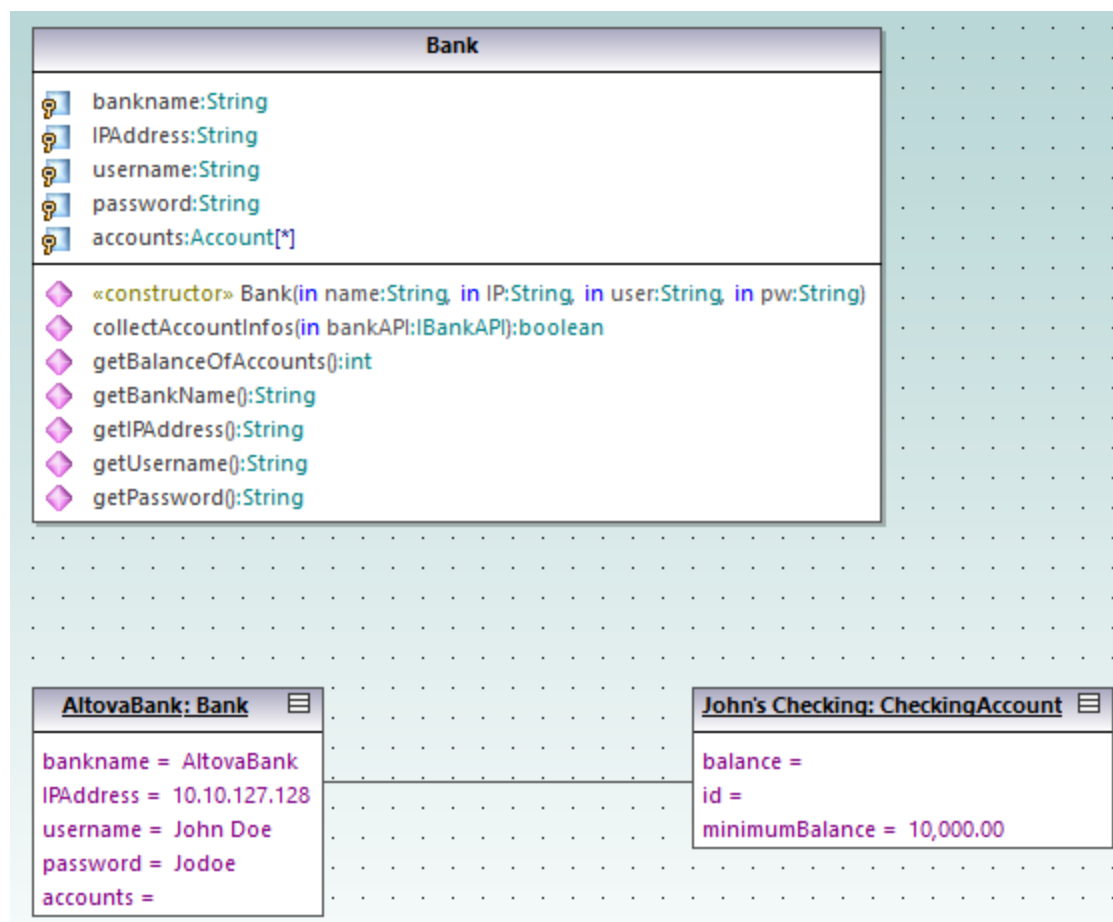 Bank
bankname:String
IPAddress:String
username:String
password:String
accounts:Account[*]
«constructor» Bank(in name:String, in IP:String, in user:String, in pw:String)
collectAccountInfos(in bankAPI:IBankAPI):boolean
getBalanceOfAccounts():int
getBankName():String
getIPAddress():String
getUsername():String
getPassword():String
AltovaBank: Bank
bankname = AltovaBank
IPAddress = 10.10.127.128
username = John Doe
password = Jodoe
accounts =
John's Checking: CheckingAccount
balance =
id =
minimumBalance = 10,000.00